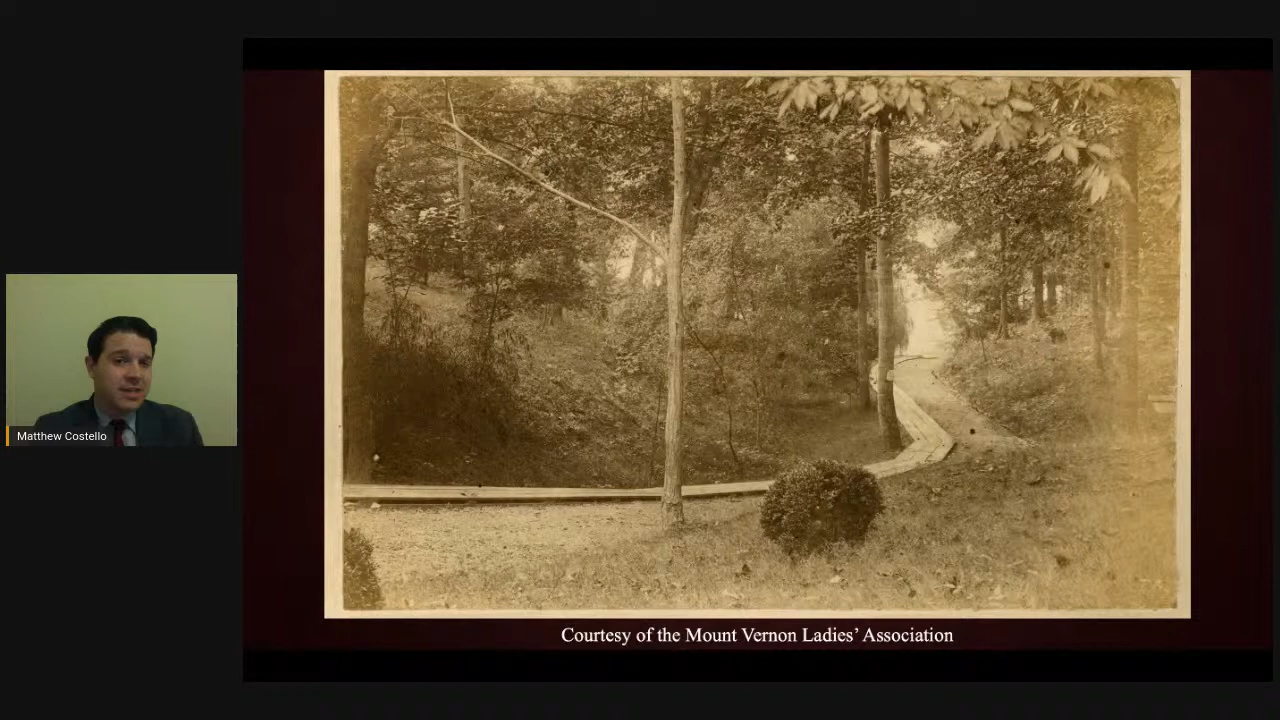 Matthew Costello
Courtesy of the Mount Vernon Ladies’ Association